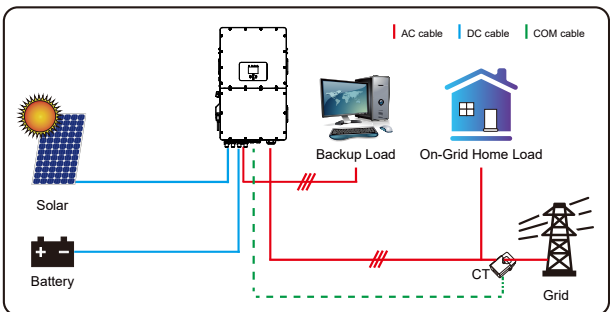 AC cable
DC cable
COM cable
Backup Load
On-Grid Home Load
Solar
Battery
CT
Grid